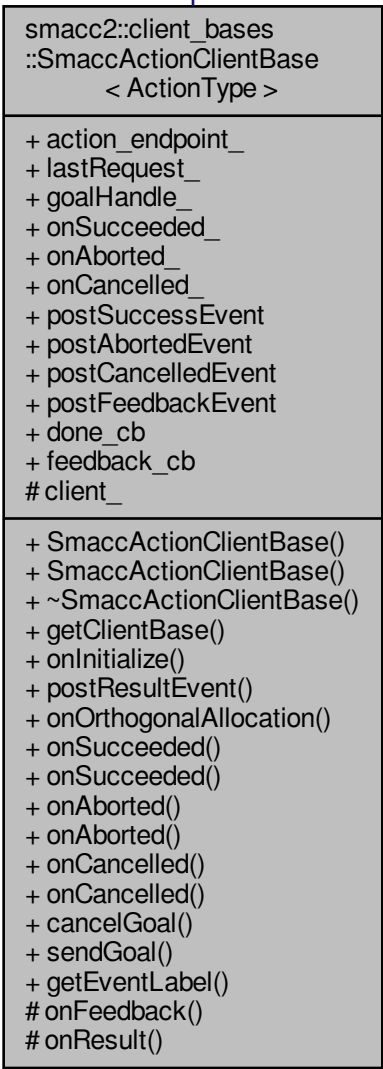 smacc2::client_bases
::SmaccActionClientBase
< ActionType >
+ action_endpoint_
+ lastRequest_
+ goalHandle_
+ onSucceeded_
+ onAborted_
+ onCancelled_
+ postSuccessEvent
+ postAbortedEvent
+ postCancelledEvent
+ postFeedbackEvent
+ done_cb
+ feedback_cb
# client_
+ SmaccActionClientBase()
+ SmaccActionClientBase()
+ ~SmaccActionClientBase()
+ getClientBase()
+ onInitialize()
+ postResultEvent()
+ onOrthogonalAllocation()
+ onSucceeded()
+ onSucceeded()
+ onAborted()
+ onAborted()
+ onCancelled()
+ onCancelled()
+ cancelGoal()
+ sendGoal()
+ getEventLabel()
# onFeedback()
# onResult()